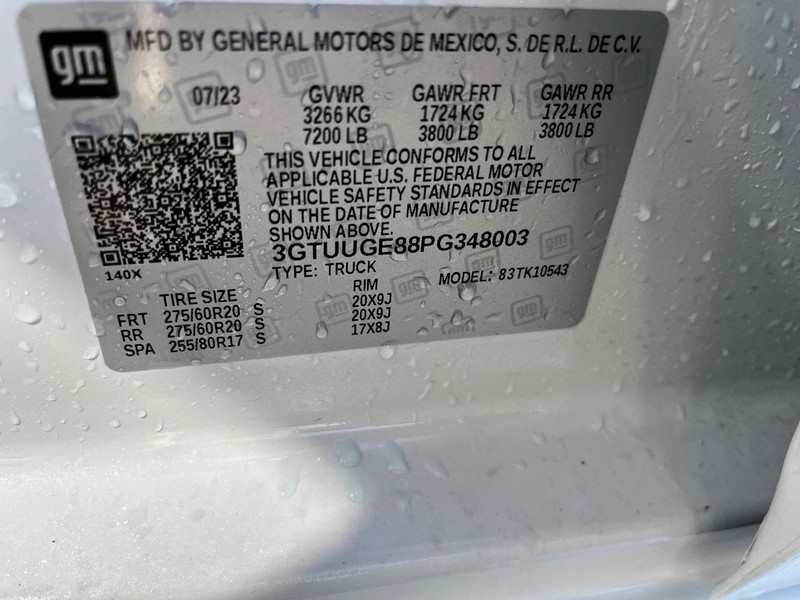 gm
MFD BY GENERAL MOTORS DE MEXICO, S. DE R.L. DE C.V.
07/23 GVWR GAWR FRT GAWR RR
3266 KG 1724 KG 1724 KG
7200 LB 3800 LB 3800 LB
THIS VEHICLE CONFORMS TO ALL
APPLICABLE U.S. FEDERAL MOTOR
VEHICLE SAFETY STANDARDS IN EFFECT
ON THE DATE OF MANUFACTURE
SHOWN ABOVE.
3GTUUGE88PG348003
140X
TYPE: TRUCK MODEL: 83TK10543
TIRE SIZE RIM
FRT 275/60R20 S 20X9J
RR 275/60R20 S 20X9J
SPA 255/80R17 S 17X8J